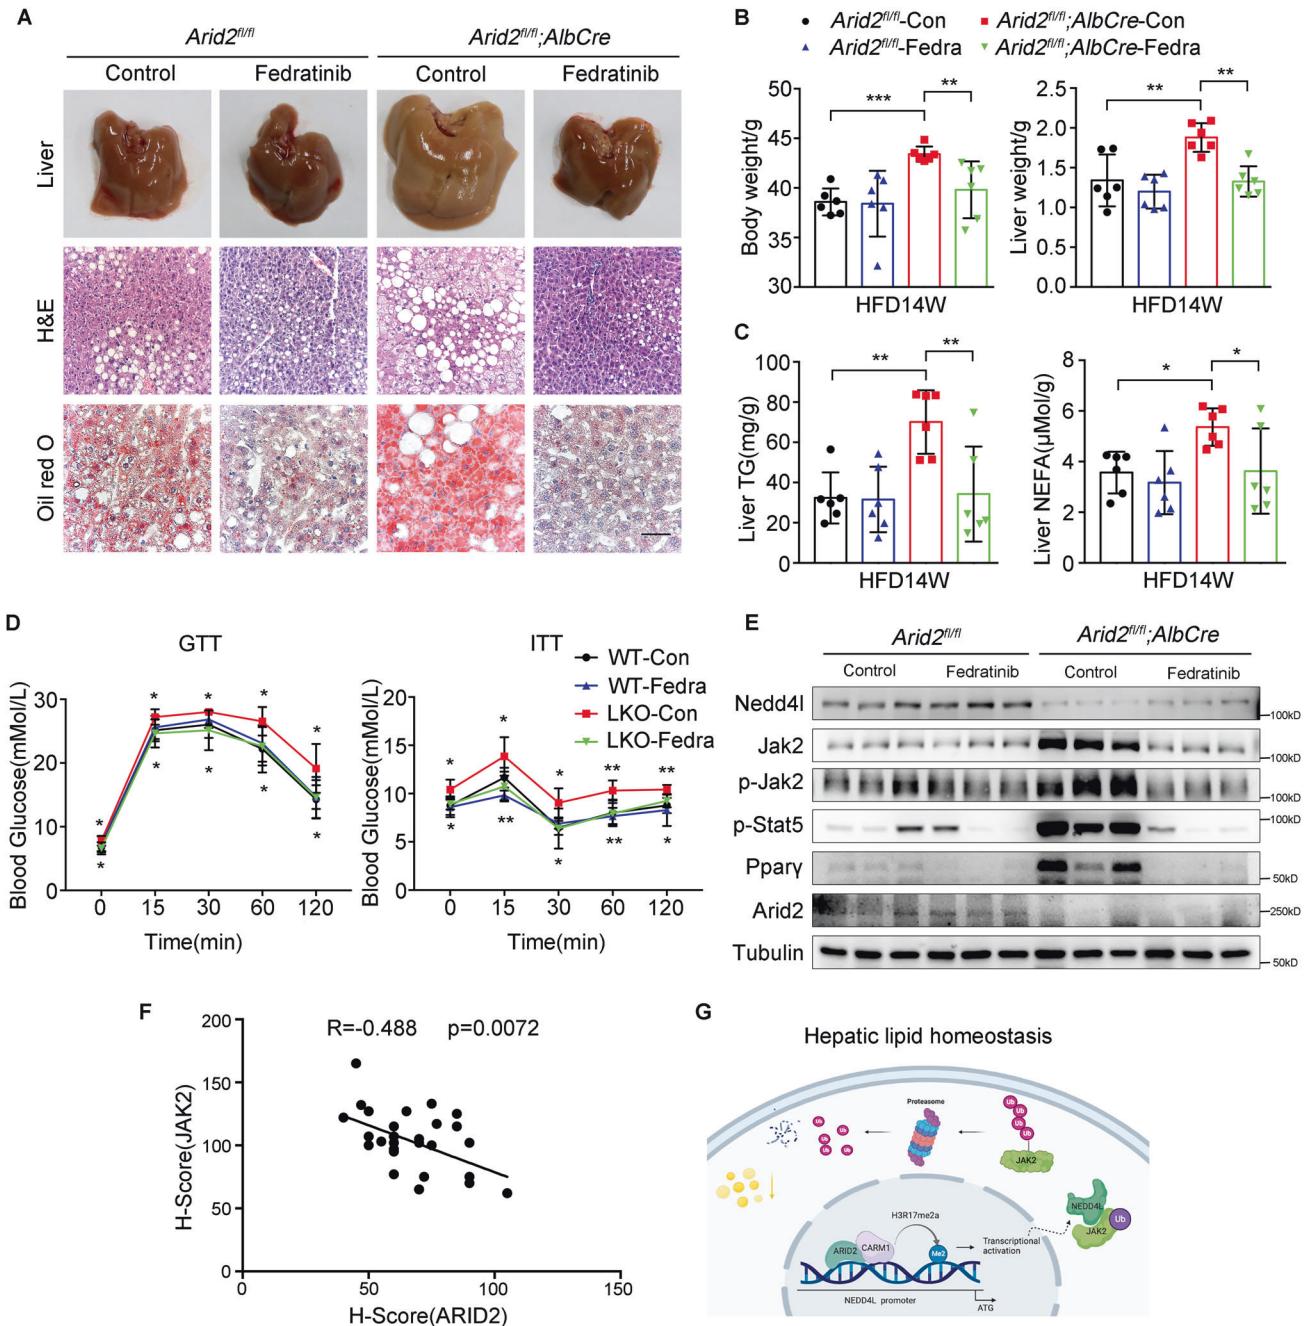 A
Arid2fl/fl
Arid2fl/fl;AlbCre
Control
Fedratinib
Control
Fedratinib
Liver
H&E
Oil red O
B
Arid2fl/fl-Con
Arid2fl/fl;AlbCre-Con
Arid2fl/fl-Fedra
Arid2fl/fl;AlbCre-Fedra
Body weight/g
45
40
35
30
***
**
HFD14W
Liver weight/g
2.5
2.0
1.5
1.0
0.5
0.0
**
**
HFD14W
C
Liver TG(mg/g)
100
80
60
40
20
0
**
**
HFD14W
Liver NEFA(μMol/g)
8
6
4
2
0
*
*
HFD14W
D
GTT
Blood Glucose(mMol/L)
30
20
10
0
* * * * *
* * * * *
0 15 30 60 120
Time(min)
ITT
WT-Con
WT-Fedra
LKO-Con
LKO-Fedra
Blood Glucose(mMol/L)
20
15
10
5
0
* * * ** **
* ** * ** *
0 15 30 60 120
Time(min)
E
Arid2fl/fl
Arid2fl/fl;AlbCre
Control
Fedratinib
Control
Fedratinib
Nedd4l
100kD
Jak2
100kD
p-Jak2
100kD
p-Stat5
100kD
Pparγ
50kD
Arid2
250kD
Tubulin
50kD
F
R=-0.488 p=0.0072
H-Score(JAK2)
200
150
100
50
0
0 50 100 150
H-Score(ARID2)
G
Hepatic lipid homeostasis
Proteasome
Ub
Ub
Ub
Ub
Ub
Ub
Ub
Ub
Ub
JAK2
NEDD4L
JAK2
Ub
H3R17me2a
ARID2
CARM1
Me2
Transcriptional
activation
NEDD4L promoter
ATG